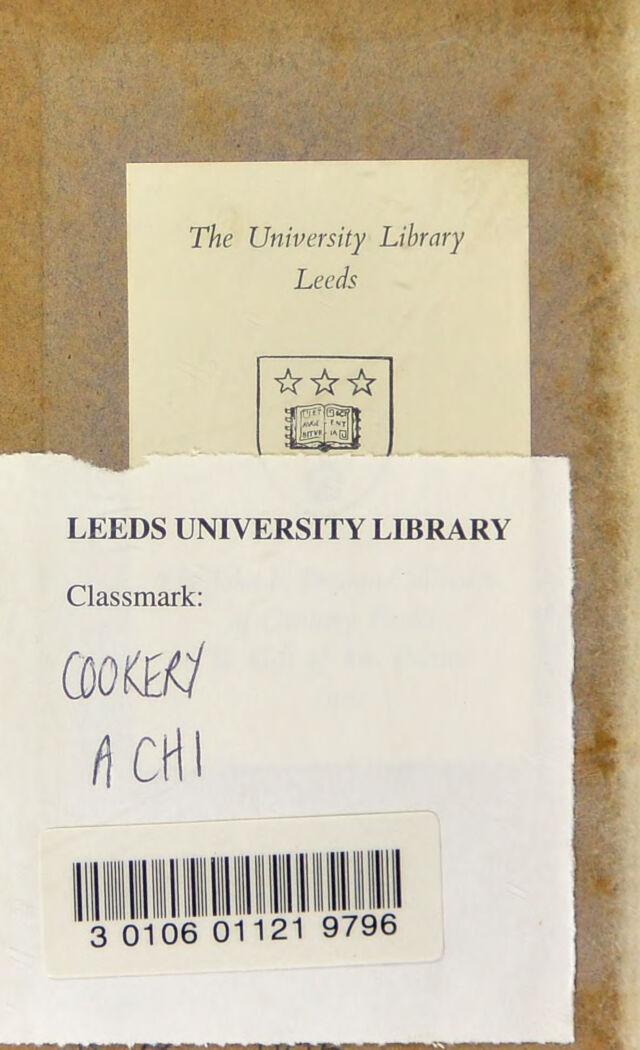 The University Library
Leeds
LEEDS UNIVERSITY LIBRARY
Classmark:
COOKERY
A CHI
3 0106 01121 9796